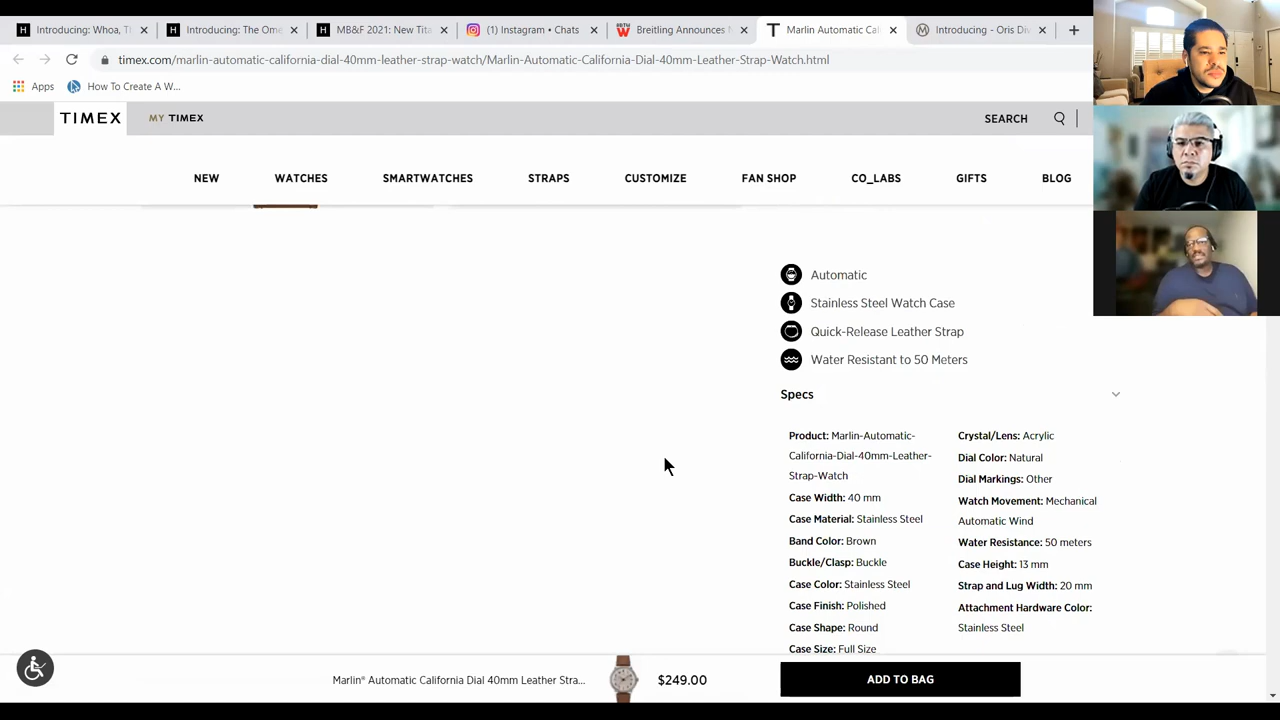 Introducing: Whoa, T
Introducing: The Ome
MB&F 2021: New Tita
(1) Instagram • Chats
Breitling Announces
Marlin Automatic Cal
Introducing - Oris Div
timex.com/marlin-automatic-california-dial-40mm-leather-strap-watch/Marlin-Automatic-California-Dial-40mm-Leather-Strap-Watch.html
Apps
How To Create A W...
TIMEX
MY TIMEX
SEARCH
NEW
WATCHES
SMARTWATCHES
STRAPS
CUSTOMIZE
FAN SHOP
CO_LABS
GIFTS
BLOG
Automatic
Stainless Steel Watch Case
Quick-Release Leather Strap
Water Resistant to 50 Meters
Specs
Product: Marlin-Automatic-
California-Dial-40mm-Leather-
Strap-Watch
Case Width: 40 mm
Case Material: Stainless Steel
Band Color: Brown
Buckle/Clasp: Buckle
Case Color: Stainless Steel
Case Finish: Polished
Case Shape: Round
Case Size: Full Size
Crystal/Lens: Acrylic
Dial Color: Natural
Dial Markings: Other
Watch Movement: Mechanical
Automatic Wind
Water Resistance: 50 meters
Case Height: 13 mm
Strap and Lug Width: 20 mm
Attachment Hardware Color:
Stainless Steel
Marlin® Automatic California Dial 40mm Leather Stra...
$249.00
ADD TO BAG